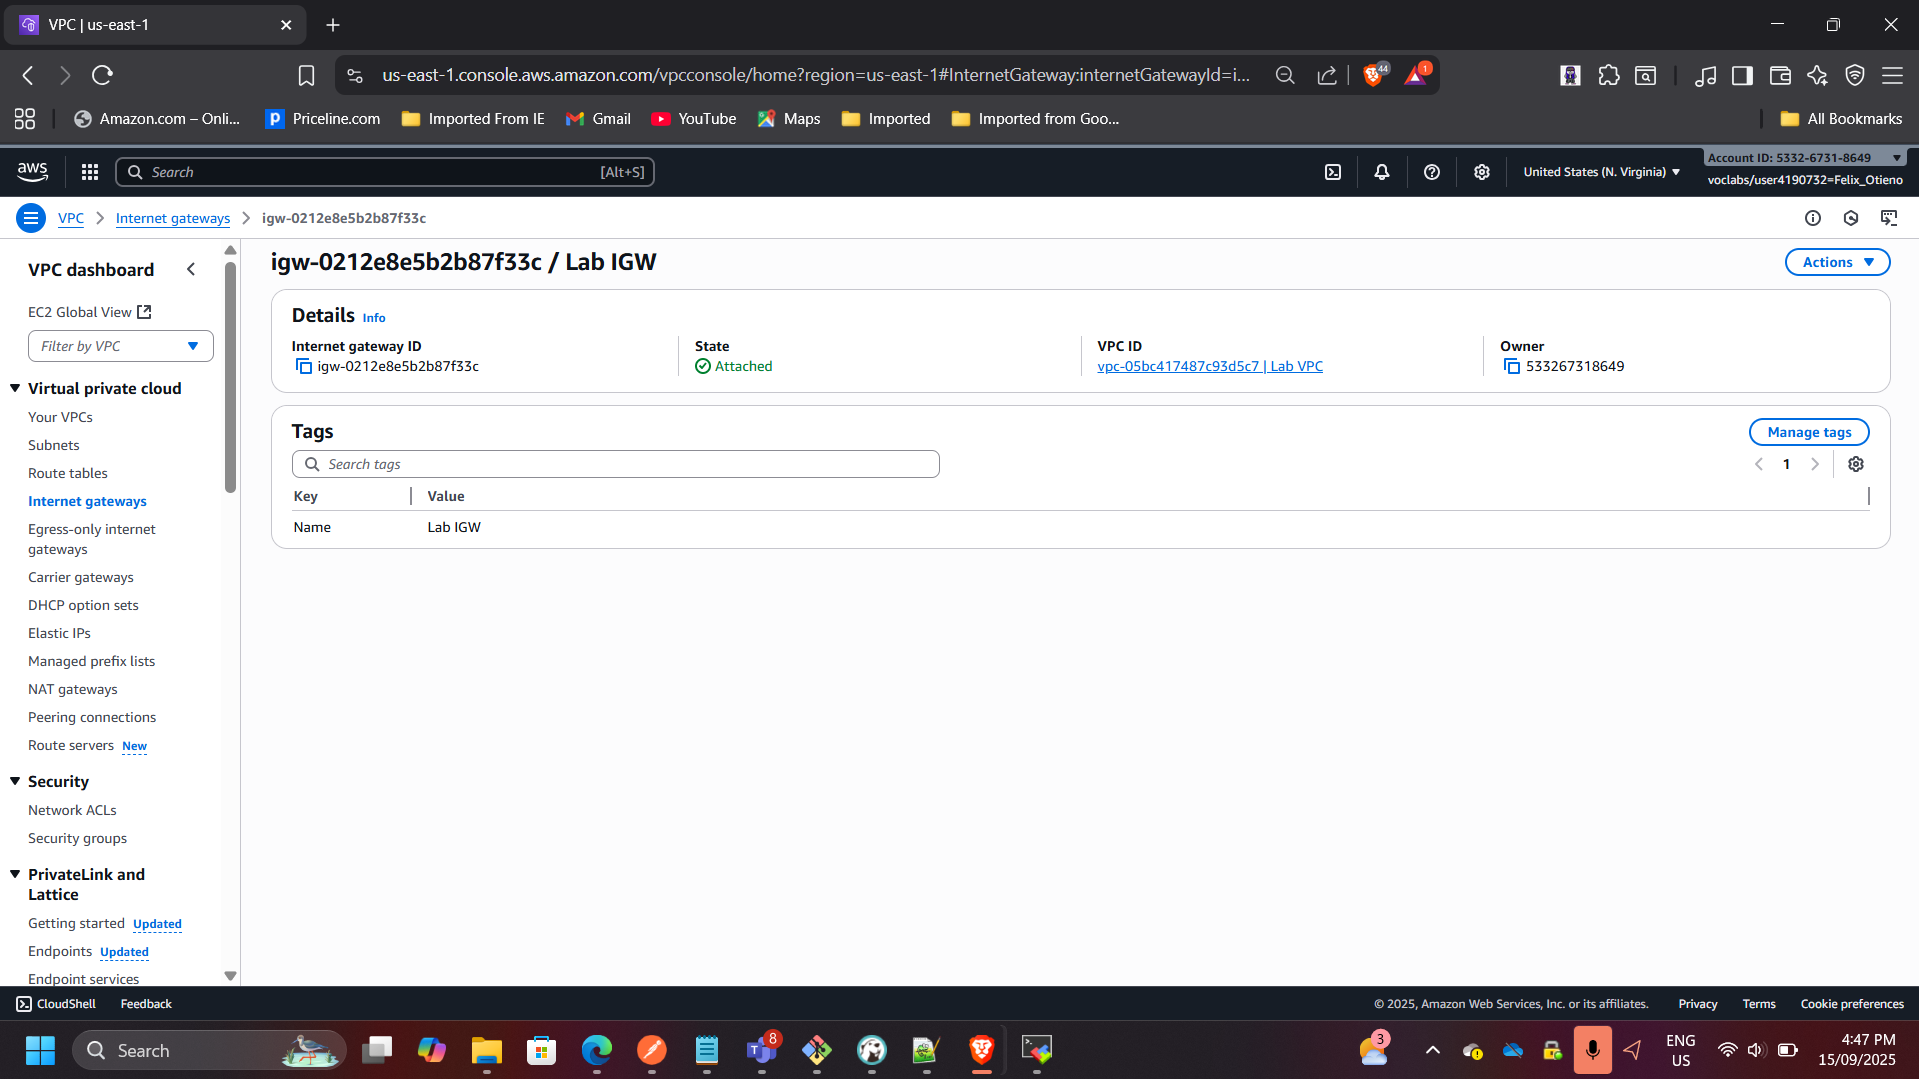 VPC | us-east-1
us-east-1.console.aws.amazon.com/vpcconsole/home?region=us-east-1#InternetGateway:internetGatewayId=i...
44
1
Amazon.com – Onli...
Priceline.com
Imported From IE
Gmail
YouTube
Maps
Imported
Imported from Goo...
All Bookmarks
aws
Search
[Alt+S]
United States (N. Virginia)
Account ID: 5332-6731-8649
voclabs/user4190732=Felix_Otieno
VPC
Internet gateways
igw-0212e8e5b2b87f33c
VPC dashboard
EC2 Global View
Filter by VPC
Virtual private cloud
Your VPCs
Subnets
Route tables
Internet gateways
Egress-only internet
gateways
Carrier gateways
DHCP option sets
Elastic IPs
Managed prefix lists
NAT gateways
Peering connections
Route servers New
Security
Network ACLs
Security groups
PrivateLink and
Lattice
Getting started Updated
Endpoints Updated
Endpoint services
igw-0212e8e5b2b87f33c / Lab IGW
Actions
Details Info
Internet gateway ID
igw-0212e8e5b2b87f33c
State
Attached
VPC ID
vpc-05bc417487c93d5c7 | Lab VPC
Owner
533267318649
Tags
Manage tags
Search tags
1
Key Value
Name Lab IGW
CloudShell
Feedback
© 2025, Amazon Web Services, Inc. or its affiliates.
Privacy
Terms
Cookie preferences
Search
8
3
ENG
US
4:47 PM
15/09/2025